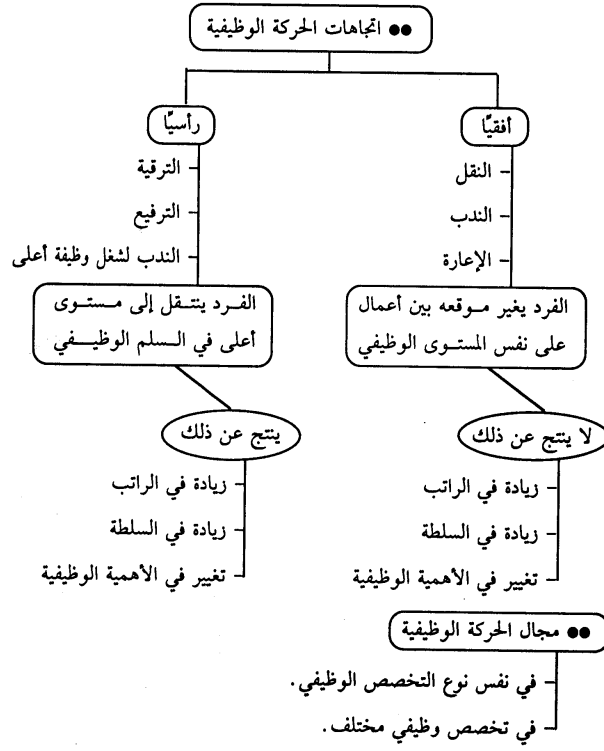 ●● اتجاهات الحركة الوظيفية
أفقيًا
- النقل
- الندب
- الإعارة
الفرد يغير موقعه بين أعمال
على نفس المستوى الوظيفي
لا ينتج عن ذلك
- زيادة في الراتب
- زيادة في السلطة
- تغيير في الأهمية الوظيفية
رأسيًا
- الترقية
- الترفيع
- الندب لشغل وظيفة أعلى
الفرد ينتقل إلى مستوى
أعلى في السلم الوظيفي
ينتج عن ذلك
- زيادة في الراتب
- زيادة في السلطة
- تغيير في الأهمية الوظيفية
●● مجال الحركة الوظيفية
- في نفس نوع التخصص الوظيفي.
- في تخصص وظيفي مختلف.